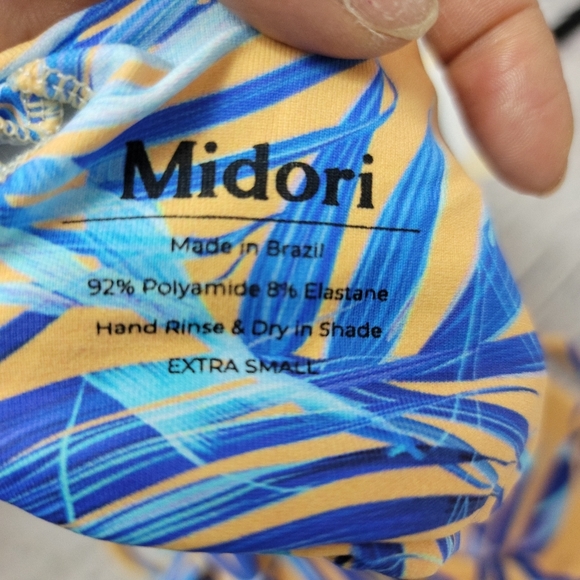 Midori
Made in Brazil
92% Polyamide 8% Elastane
Hand Rinse & Dry in Shade
EXTRA SMALL